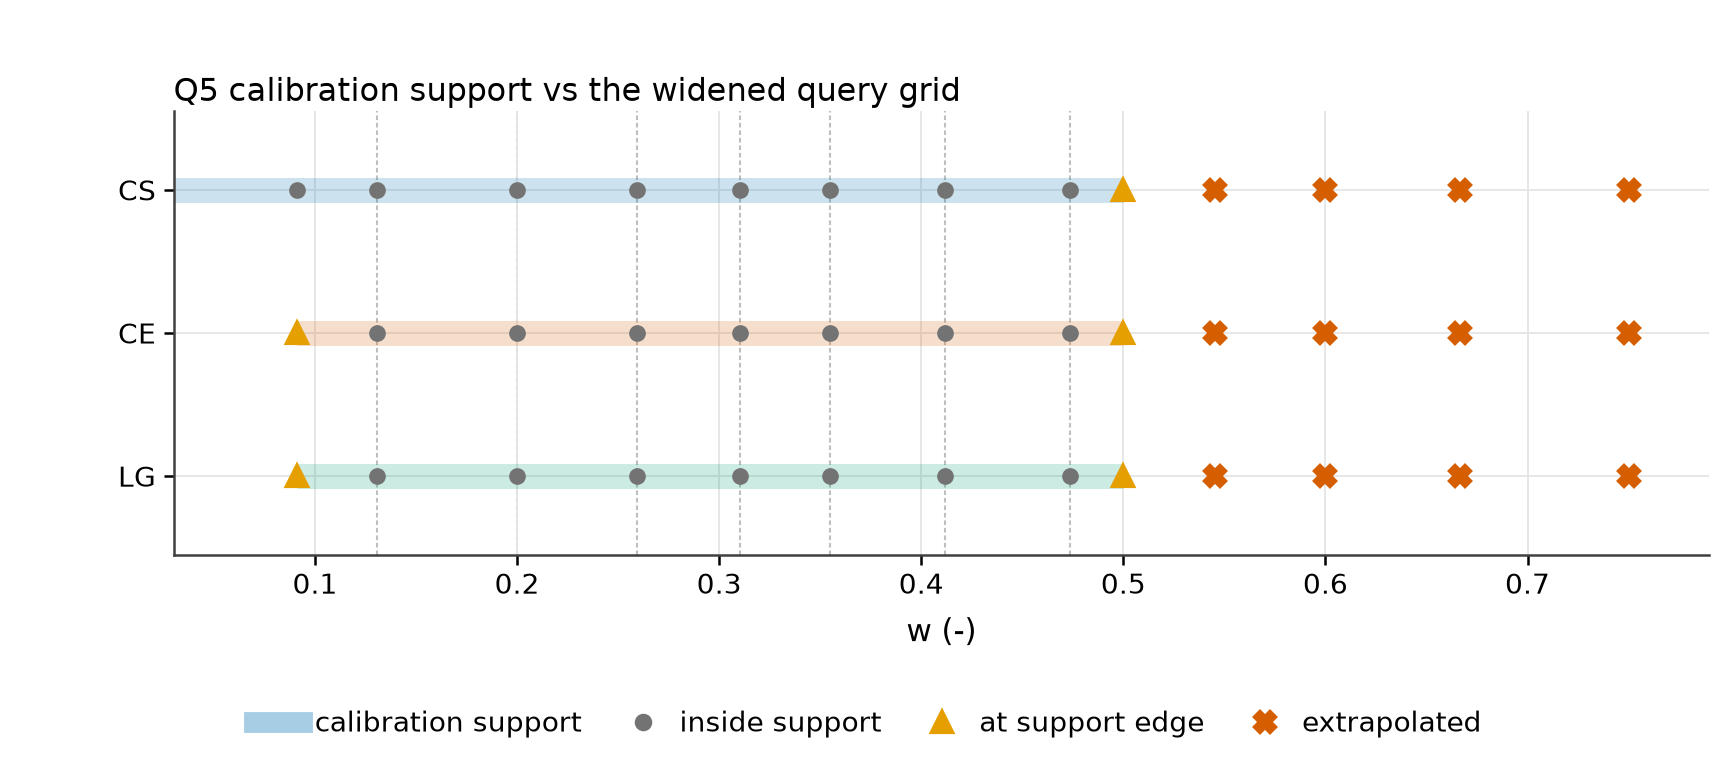 Q5 calibration support vs the widened query grid
CS
CE
LG
0.1 0.2 0.3 0.4 0.5 0.6 0.7
w (-)
calibration support inside support at support edge extrapolated